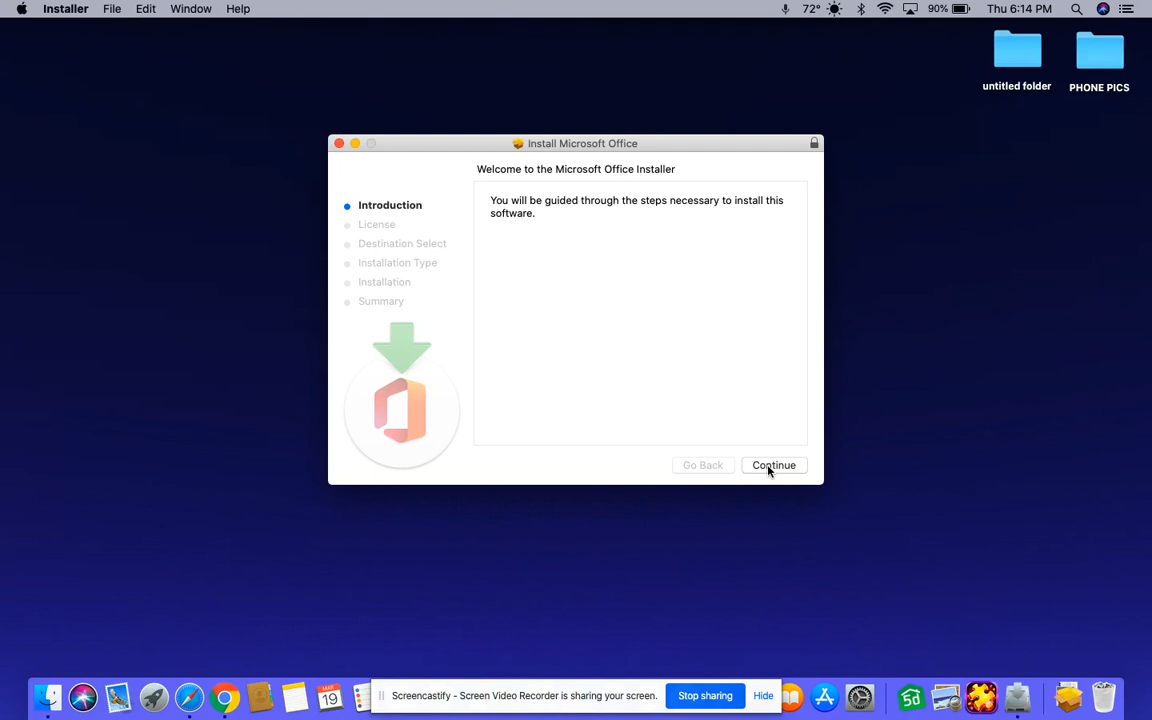 Installer File Edit Window Help 72° 90% Thu 6:14 PM
untitled folder
PHONE PICS
Install Microsoft Office
Welcome to the Microsoft Office Installer
Introduction
License
Destination Select
Installation Type
Installation
Summary
You will be guided through the steps necessary to install this
software.
Go Back Continue
MAR
19
Screencastify - Screen Video Recorder is sharing your screen. Stop sharing Hide